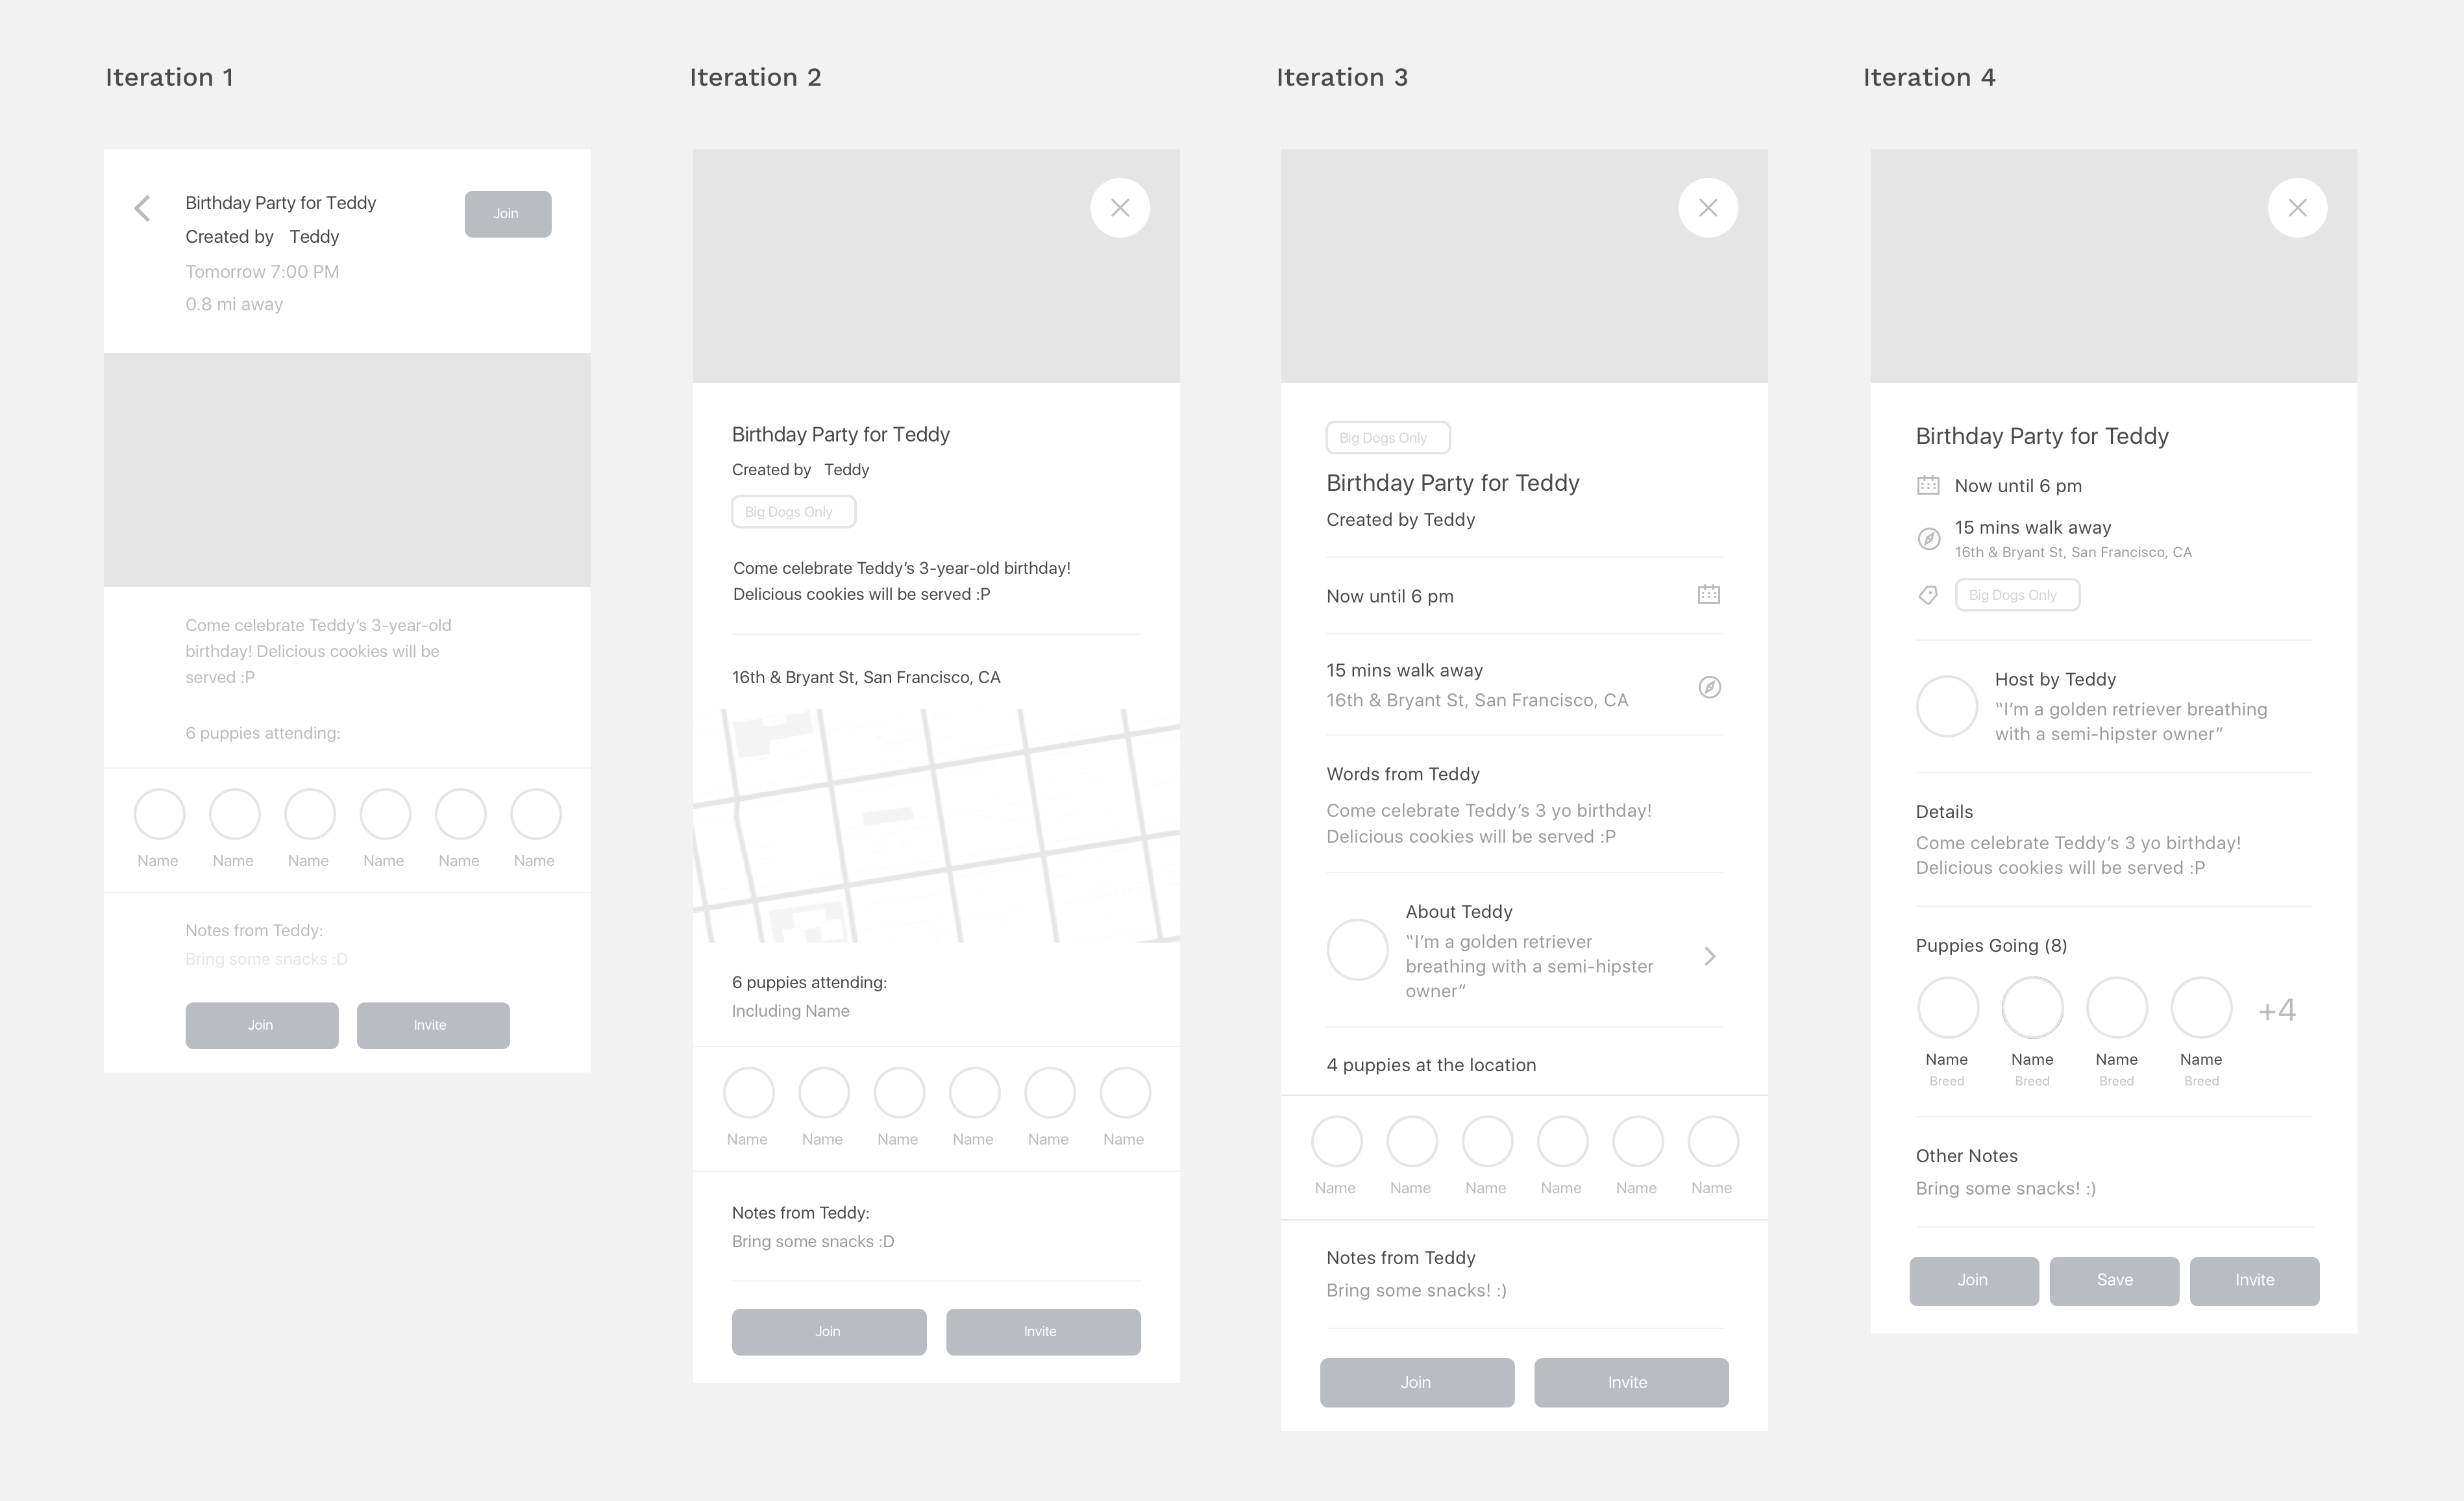 Iteration 1
Birthday Party for Teddy
Join
Created by Teddy
Tomorrow 7:00 PM
0.8 mi away
Come celebrate Teddy’s 3-year-old
birthday! Delicious cookies will be
served :P
6 puppies attending:
Name Name Name Name Name Name
Notes from Teddy:
Bring some snacks :D
Join Invite
Iteration 2
Birthday Party for Teddy
Created by Teddy
Big Dogs Only
Come celebrate Teddy’s 3-year-old birthday!
Delicious cookies will be served :P
16th & Bryant St, San Francisco, CA
6 puppies attending:
Including Name
Name Name Name Name Name Name
Notes from Teddy:
Bring some snacks :D
Join Invite
Iteration 3
Big Dogs Only
Birthday Party for Teddy
Created by Teddy
Now until 6 pm
15 mins walk away
16th & Bryant St, San Francisco, CA
Words from Teddy
Come celebrate Teddy’s 3 yo birthday!
Delicious cookies will be served :P
About Teddy
“I’m a golden retriever
breathing with a semi-hipster
owner”
4 puppies at the location
Name Name Name Name Name Name
Notes from Teddy
Bring some snacks! :)
Join Invite
Iteration 4
Birthday Party for Teddy
Now until 6 pm
15 mins walk away
16th & Bryant St, San Francisco, CA
Big Dogs Only
Host by Teddy
“I’m a golden retriever breathing
with a semi-hipster owner”
Details
Come celebrate Teddy’s 3 yo birthday!
Delicious cookies will be served :P
Puppies Going (8)
+4
Name Name Name Name
Breed Breed Breed Breed
Other Notes
Bring some snacks! :)
Join Save Invite